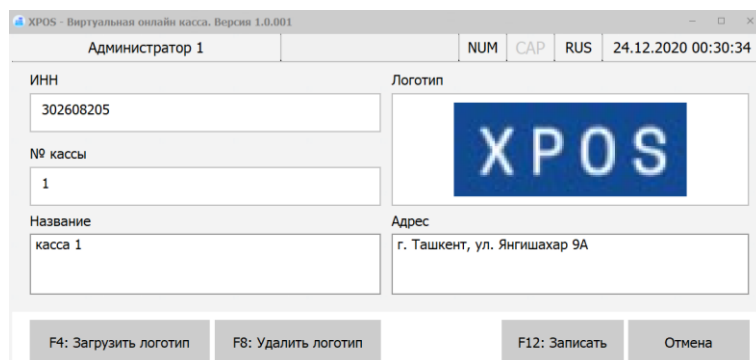 XPOS - Виртуальная онлайн касса. Версия 1.0.001
Администратор 1 NUM CAP RUS 24.12.2020 00:30:34
ИНН
302608205
№ кассы
1
Логотип
XPOS
Название
касса 1
Адрес
г. Ташкент, ул. Янгишахар 9А
F4: Загрузить логотип F8: Удалить логотип F12: Записать Отмена